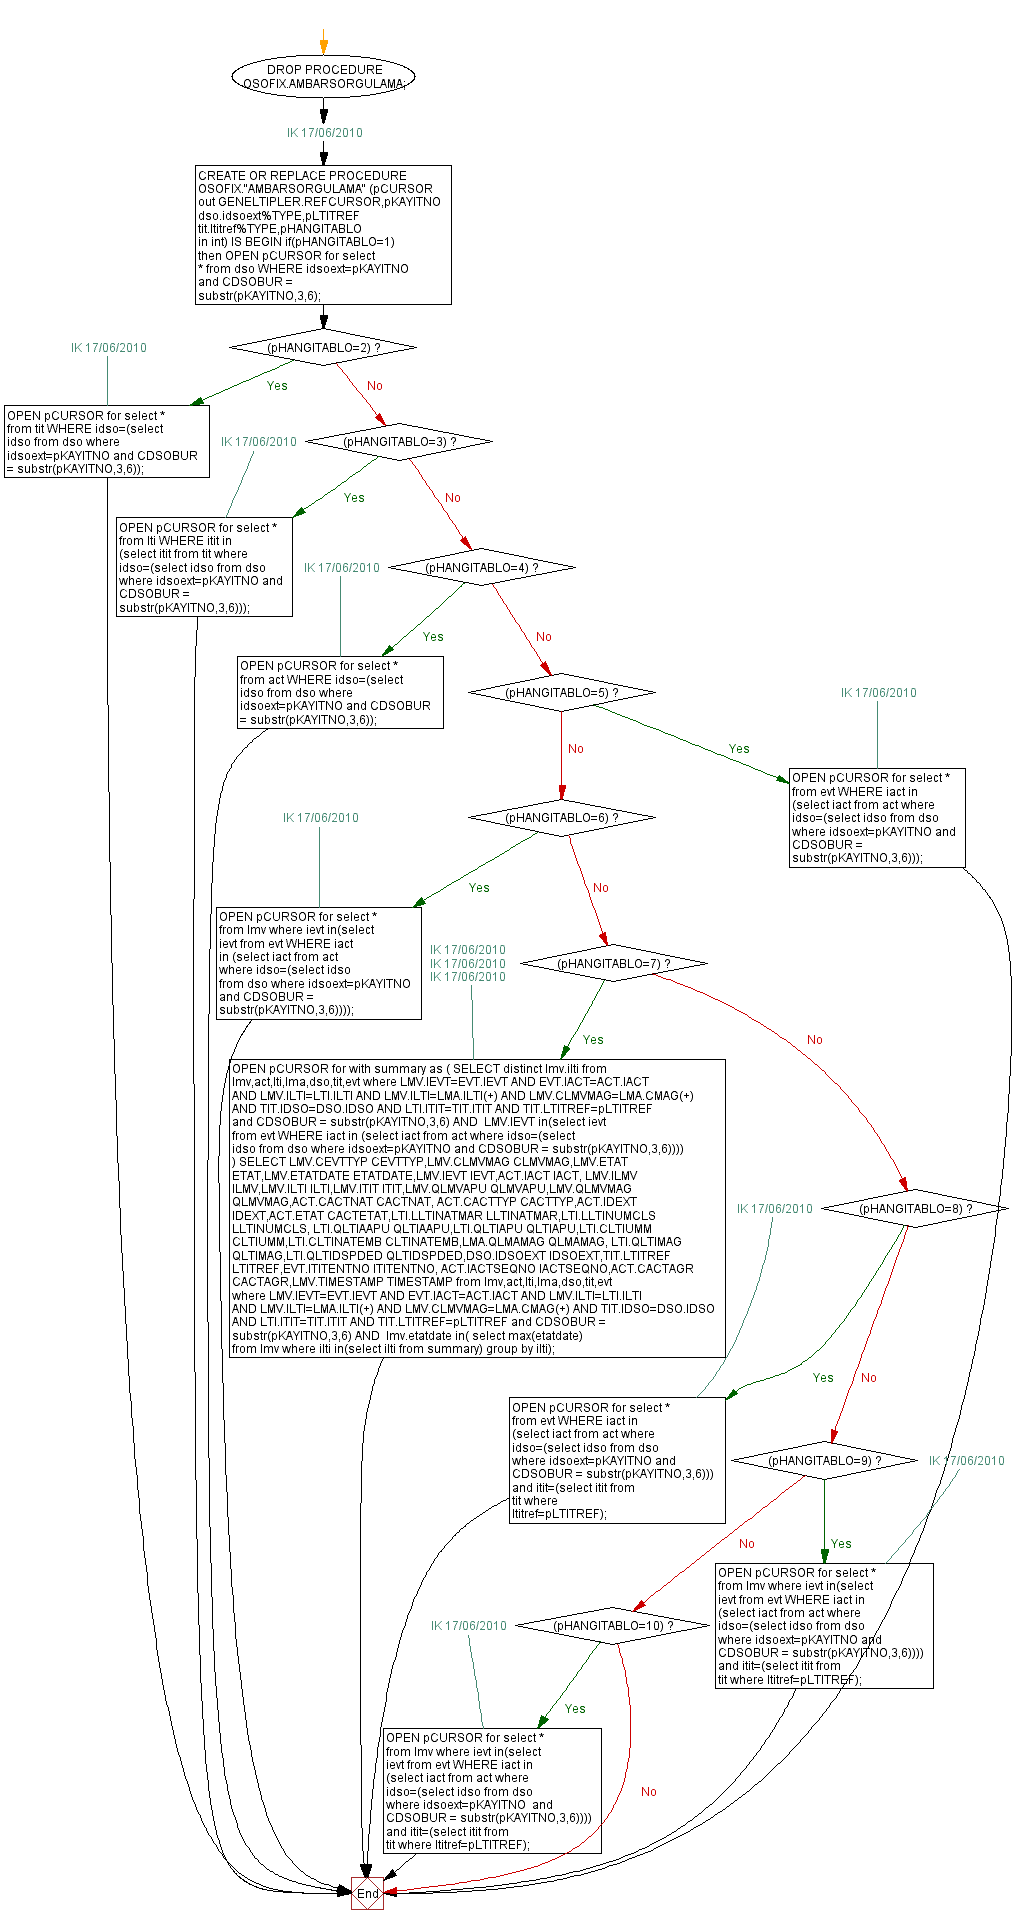 DROP PROCEDURE
OSOFIX.AMBARSORGULAMA;
IK 17/06/2010
CREATE OR REPLACE PROCEDURE
OSOFIX."AMBARSORGULAMA" (pCURSOR
out GENELTIPLER.REFCURSOR,pKAYITNO
dso.idsoext%TYPE,pLTITREF
tit.ltitref%TYPE,pHANGITABLO
in int) IS BEGIN if(pHANGITABLO=1)
then OPEN pCURSOR for select
* from dso WHERE idsoext=pKAYITNO
and CDSOBUR =
substr(pKAYITNO,3,6);
IK 17/06/2010
(pHANGITABLO=2) ?
Yes
No
OPEN pCURSOR for select *
from tit WHERE idso=(select
idso from dso where
idsoext=pKAYITNO and CDSOBUR
= substr(pKAYITNO,3,6));
IK 17/06/2010
(pHANGITABLO=3) ?
Yes
No
OPEN pCURSOR for select *
from lti WHERE itit in
(select itit from tit where
idso=(select idso from dso
where idsoext=pKAYITNO and
CDSOBUR =
substr(pKAYITNO,3,6)));
IK 17/06/2010
(pHANGITABLO=4) ?
Yes
No
OPEN pCURSOR for select *
from act WHERE idso=(select
idso from dso where
idsoext=pKAYITNO and CDSOBUR
= substr(pKAYITNO,3,6));
(pHANGITABLO=5) ?
IK 17/06/2010
No
Yes
OPEN pCURSOR for select *
from evt WHERE iact in
(select iact from act where
idso=(select idso from dso
where idsoext=pKAYITNO and
CDSOBUR =
substr(pKAYITNO,3,6)));
IK 17/06/2010
(pHANGITABLO=6) ?
Yes
No
OPEN pCURSOR for select *
from lmv where ievt in(select
ievt from evt WHERE iact
in (select iact from act
where idso=(select idso
from dso where idsoext=pKAYITNO
and CDSOBUR =
substr(pKAYITNO,3,6))));
IK 17/06/2010
IK 17/06/2010
IK 17/06/2010
(pHANGITABLO=7) ?
Yes
No
OPEN pCURSOR for with summary as ( SELECT distinct lmv.ilti from
lmv,act,lti,lma,dso,tit,evt where LMV.IEVT=EVT.IEVT AND EVT.IACT=ACT.IACT
AND LMV.ILTI=LTI.ILTI AND LMV.ILTI=LMA.ILTI(+) AND LMV.CLMVMAG=LMA.CMAG(+)
AND TIT.IDSO=DSO.IDSO AND LTI.ITIT=TIT.ITIT AND TIT.LTITREF=pLTITREF
and CDSOBUR = substr(pKAYITNO,3,6) AND  LMV.IEVT in(select ievt
from evt WHERE iact in (select iact from act where idso=(select
idso from dso where idsoext=pKAYITNO and CDSOBUR = substr(pKAYITNO,3,6))))
) SELECT LMV.CEVTTYP CEVTTYP,LMV.CLMVMAG CLMVMAG,LMV.ETAT
ETAT,LMV.ETATDATE ETATDATE,LMV.IEVT IEVT,ACT.IACT IACT, LMV.ILMV
ILMV,LMV.ILTI ILTI,LMV.ITIT ITIT,LMV.QLMVAPU QLMVAPU,LMV.QLMVMAG
QLMVMAG,ACT.CACTNAT CACTNAT, ACT.CACTTYP CACTTYP,ACT.IDEXT
IDEXT,ACT.ETAT CACTETAT,LTI.LLTINATMAR LLTINATMAR,LTI.LLTINUMCLS
LLTINUMCLS, LTI.QLTIAAPU QLTIAAPU,LTI.QLTIAPU QLTIAPU,LTI.CLTIUMM
CLTIUMM,LTI.CLTINATEMB CLTINATEMB,LMA.QLMAMAG QLMAMAG, LTI.QLTIMAG
QLTIMAG,LTI.QLTIDSPDED QLTIDSPDED,DSO.IDSOEXT IDSOEXT,TIT.LTITREF
LTITREF,EVT.ITITENTNO ITITENTNO, ACT.IACTSEQNO IACTSEQNO,ACT.CACTAGR
CACTAGR,LMV.TIMESTAMP TIMESTAMP from lmv,act,lti,lma,dso,tit,evt
where LMV.IEVT=EVT.IEVT AND EVT.IACT=ACT.IACT AND LMV.ILTI=LTI.ILTI
AND LMV.ILTI=LMA.ILTI(+) AND LMV.CLMVMAG=LMA.CMAG(+) AND TIT.IDSO=DSO.IDSO
AND LTI.ITIT=TIT.ITIT AND TIT.LTITREF=pLTITREF and CDSOBUR =
substr(pKAYITNO,3,6) AND  lmv.etatdate in( select max(etatdate)
from lmv where ilti in(select ilti from summary) group by ilti);
IK 17/06/2010
(pHANGITABLO=8) ?
Yes
No
OPEN pCURSOR for select *
from evt WHERE iact in
(select iact from act where
idso=(select idso from dso
where idsoext=pKAYITNO and
CDSOBUR = substr(pKAYITNO,3,6)))
and itit=(select itit from
tit where
ltitref=pLTITREF);
(pHANGITABLO=9) ?
IK 17/06/2010
No
Yes
OPEN pCURSOR for select *
from lmv where ievt in(select
ievt from evt WHERE iact in
(select iact from act where
idso=(select idso from dso
where idsoext=pKAYITNO and
CDSOBUR = substr(pKAYITNO,3,6))))
and itit=(select itit from
tit where ltitref=pLTITREF);
IK 17/06/2010
(pHANGITABLO=10) ?
Yes
No
OPEN pCURSOR for select *
from lmv where ievt in(select
ievt from evt WHERE iact in
(select iact from act where
idso=(select idso from dso
where idsoext=pKAYITNO  and
CDSOBUR = substr(pKAYITNO,3,6))))
and itit=(select itit from
tit where ltitref=pLTITREF);
End